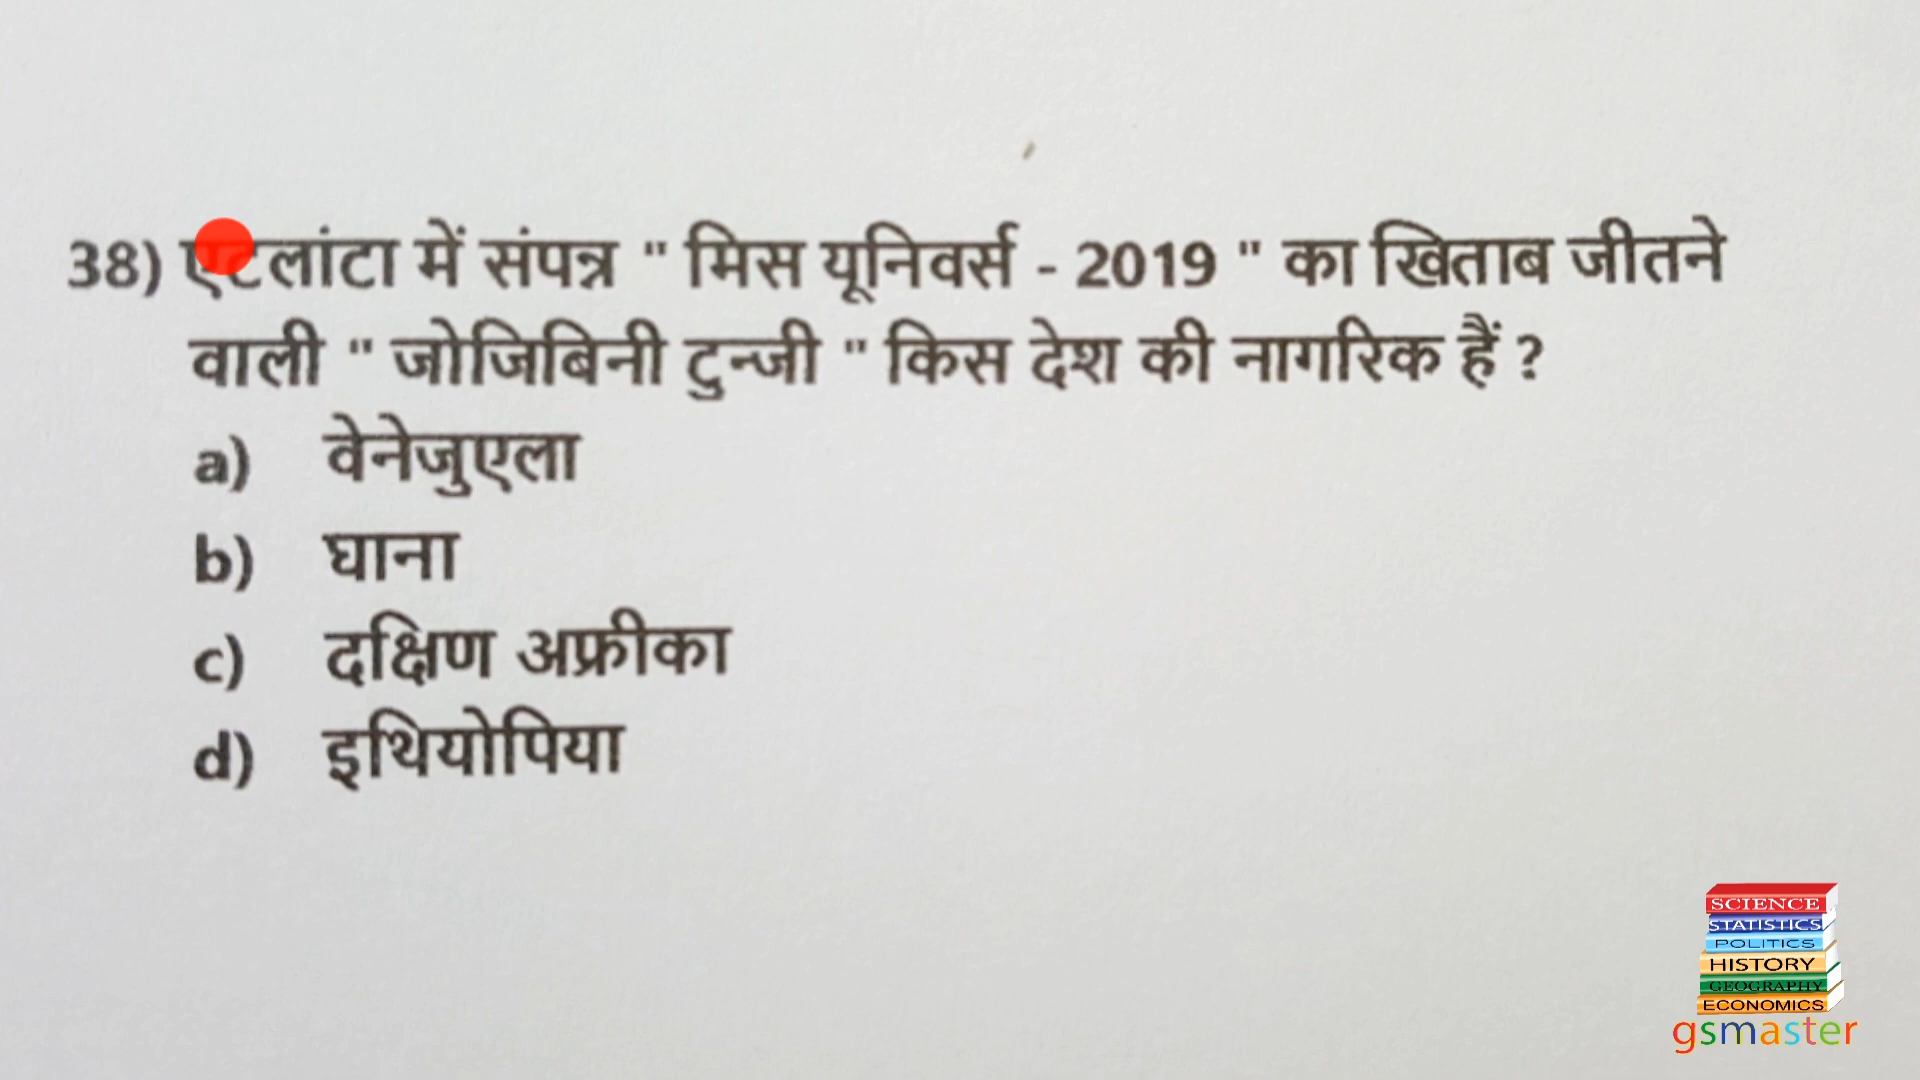 38) एटलांटा में संपन्न " मिस यूनिवर्स - 2019 " का खिताब जीतने
वाली " जोजिबिनी टुन्जी " किस देश की नागरिक हैं ?
a) वेनेजुएला
b) घाना
c) दक्षिण अफ्रीका
d) इथियोपिया
SCIENCE
STATISTICS
POLITICS
HISTORY
GEOGRAPHY
ECONOMICS
gsmaster